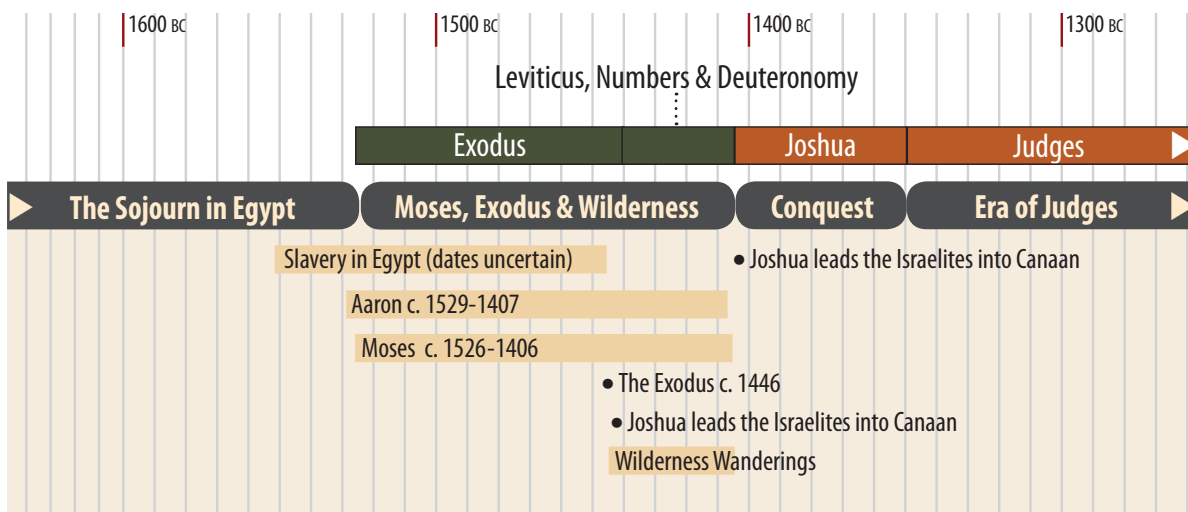 1600 BC
1500 BC
1400 BC
1300 BC
Leviticus, Numbers & Deuteronomy
Exodus
Joshua
Judges
The Sojourn in Egypt
Moses, Exodus & Wilderness
Conquest
Era of Judges
Slavery in Egypt (dates uncertain)
Joshua leads the Israelites into Canaan
Aaron c. 1529-1407
Moses c. 1526-1406
The Exodus c. 1446
Joshua leads the Israelites into Canaan
Wilderness Wanderings